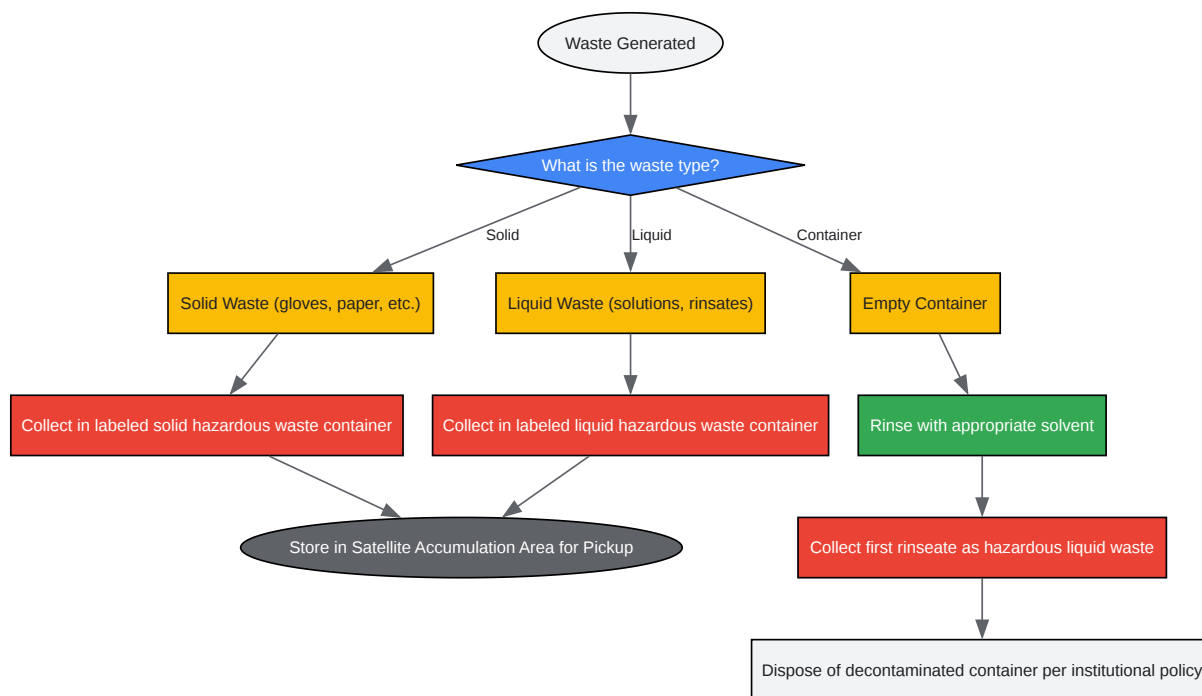 Waste Generated
What is the waste type?
Solid
Liquid
Container
Solid Waste (gloves, paper, etc.)
Liquid Waste (solutions, rinsates)
Empty Container
Collect in labeled solid hazardous waste container
Collect in labeled liquid hazardous waste container
Rinse with appropriate solvent
Store in Satellite Accumulation Area for Pickup
Collect first rinseate as hazardous liquid waste
Dispose of decontaminated container per institutional policy